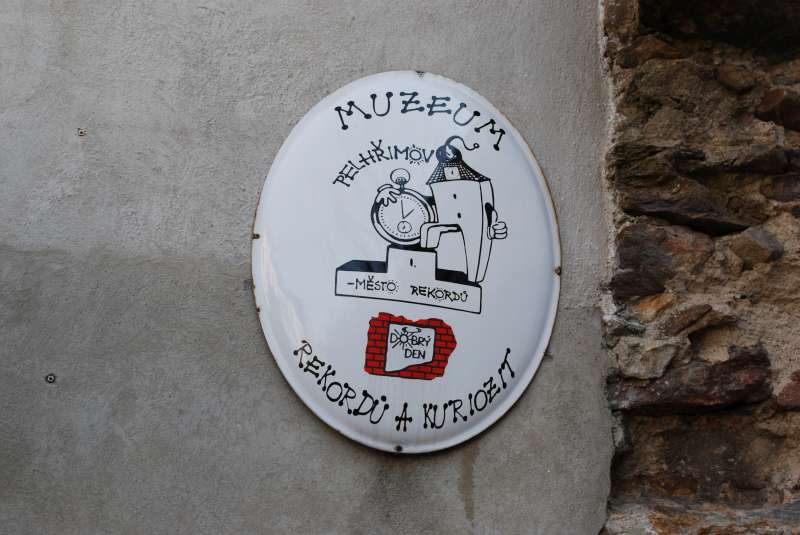 MUZEUM
PELHŘIMOV
I.
-MĚSTO REKORDŮ
DOBRÝ
DEN
REKORDŮ A KURIOZIT